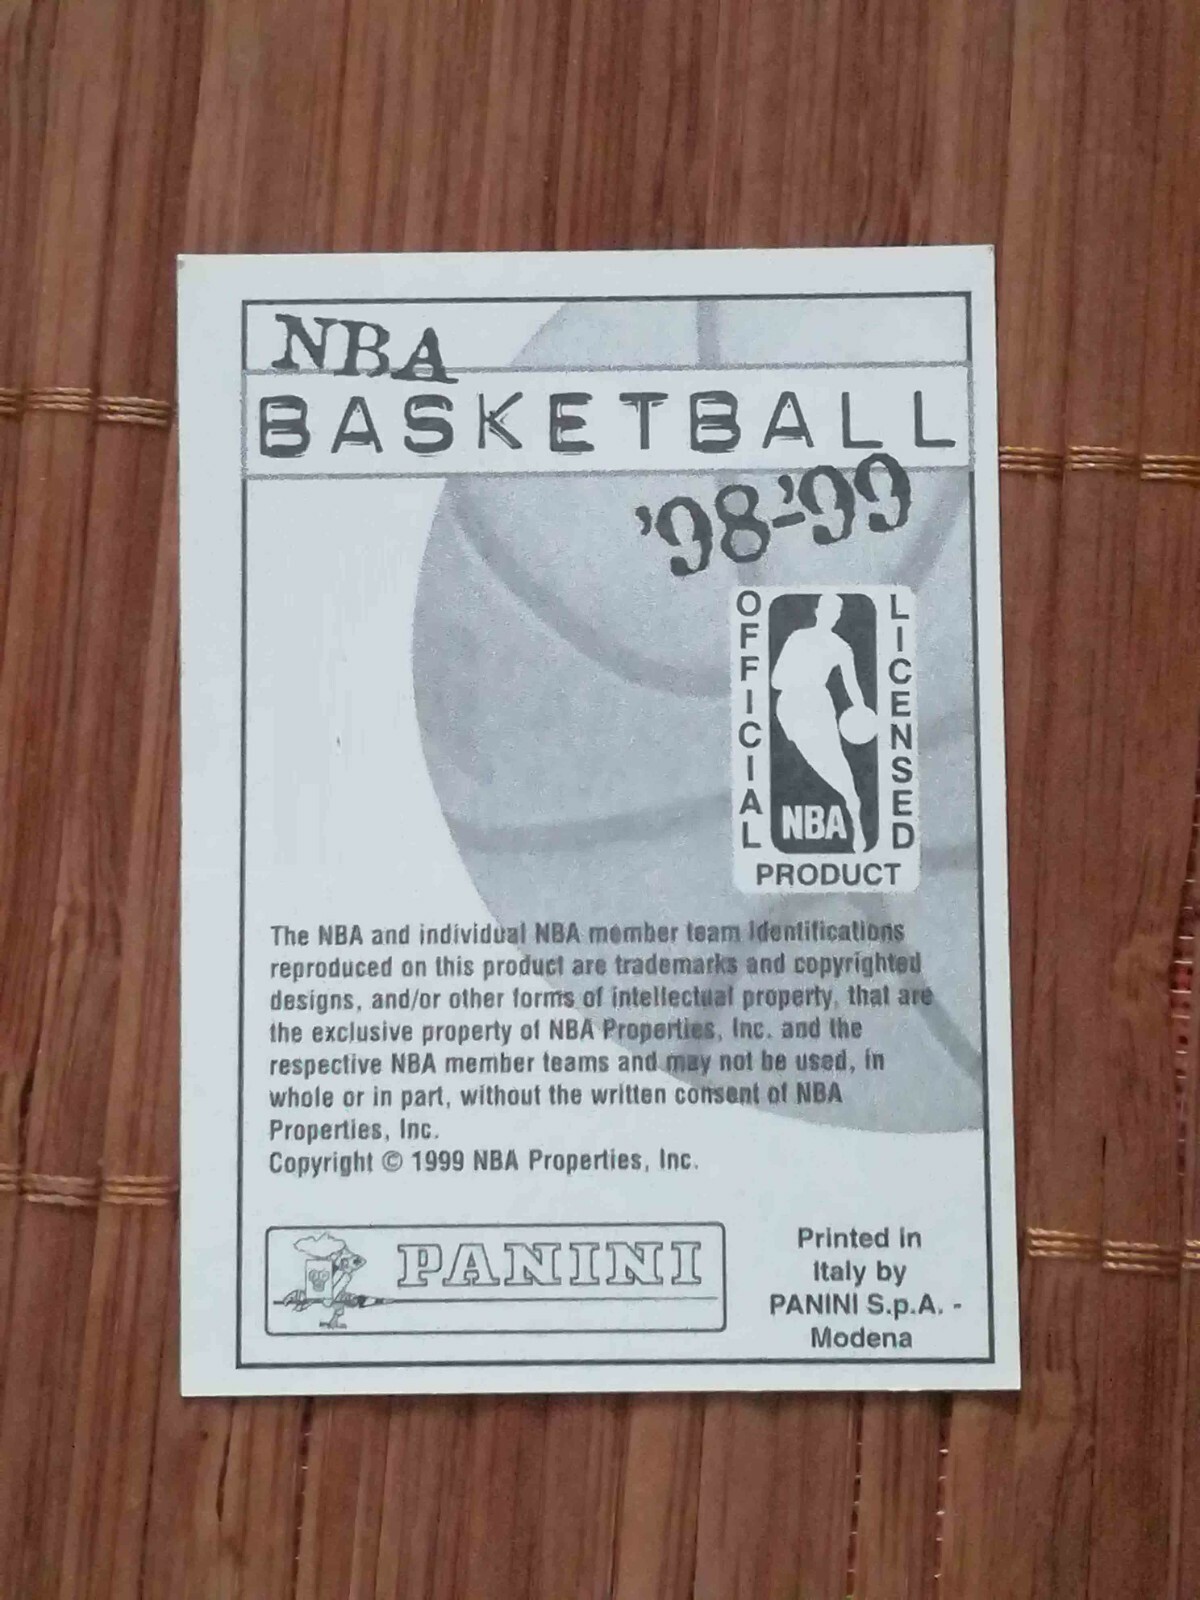 NBA
BASKETBALL
'98-'99
OFFICIAL LICENSED
NBA
PRODUCT
The NBA and individual NBA member team identifications
reproduced on this product are trademarks and copyrighted
designs, and/or other forms of intellectual property, that are
the exclusive property of NBA Properties, Inc. and the
respective NBA member teams and may not be used, in
whole or in part, without the written consent of NBA
Properties, Inc.
Copyright © 1999 NBA Properties, Inc.
PANINI
Printed in
Italy by
PANINI S.p.A. -
Modena